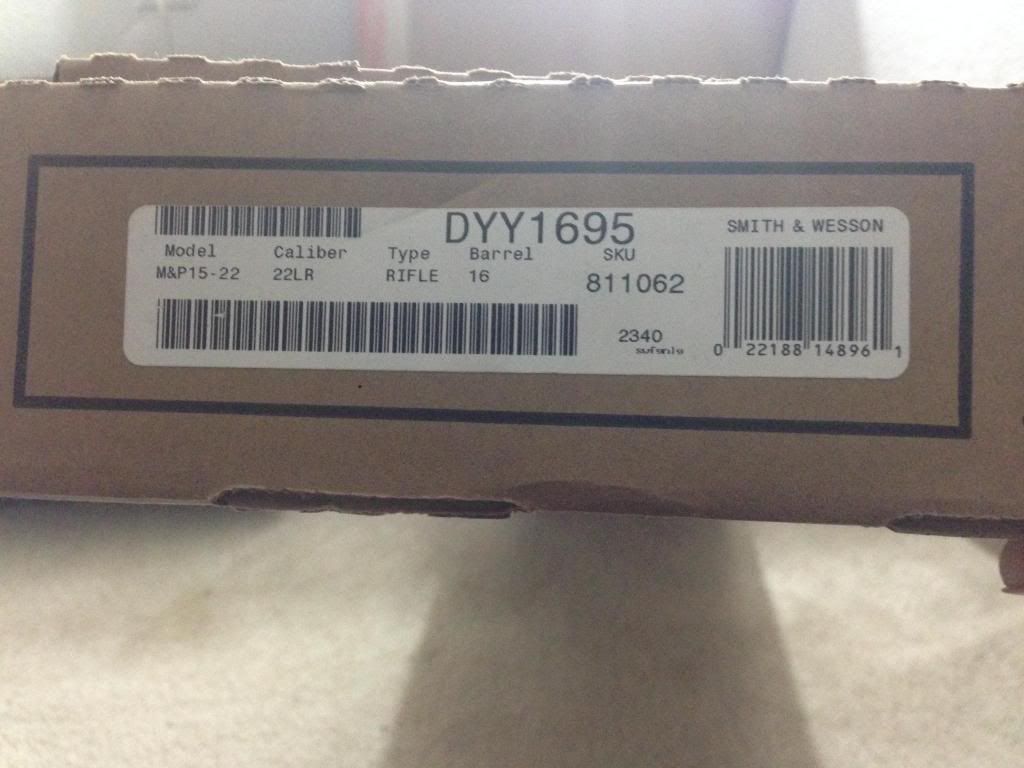 DYY1695
SMITH & WESSON
Model Caliber Type Barrel SKU
M&P15-22 22LR RIFLE 16 811062
2340
0 22188 14896 1